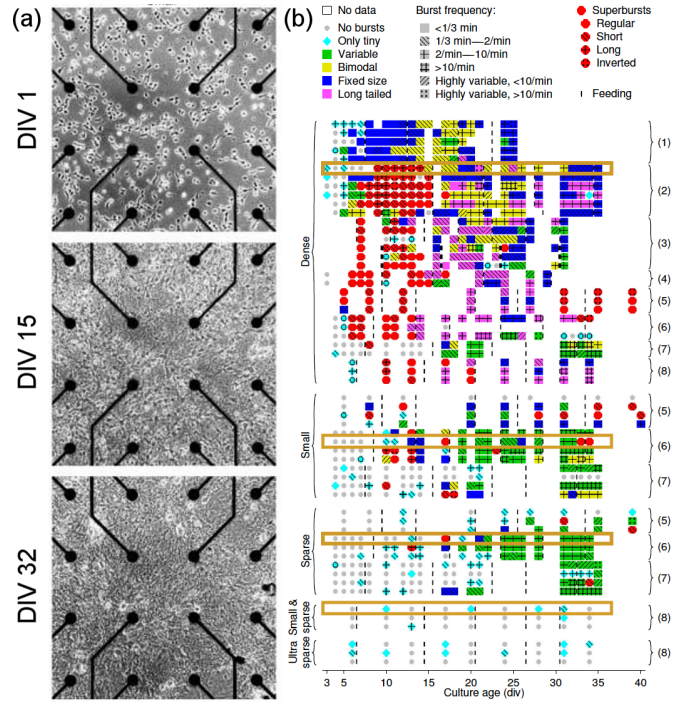 (a)
DIV 1
DIV 15
DIV 32
(b)
No data
No bursts
Only tiny
Variable
Bimodal
Fixed size
Long tailed
Burst frequency:
<1/3 min
1/3 min—2/min
2/min—10/min
>10/min
Highly variable, <10/min
Highly variable, >10/min
Superbursts
Regular
Short
Long
Inverted
Feeding
Dense
(1)
(2)
(3)
(4)
(5)
(6)
(7)
(8)
Small
(5)
(6)
(7)
Sparse
(5)
(6)
(7)
Small &
sparse
(8)
Ultra
sparse
(8)
3 5 10 15 20 25 30 35 40
Culture age (div)